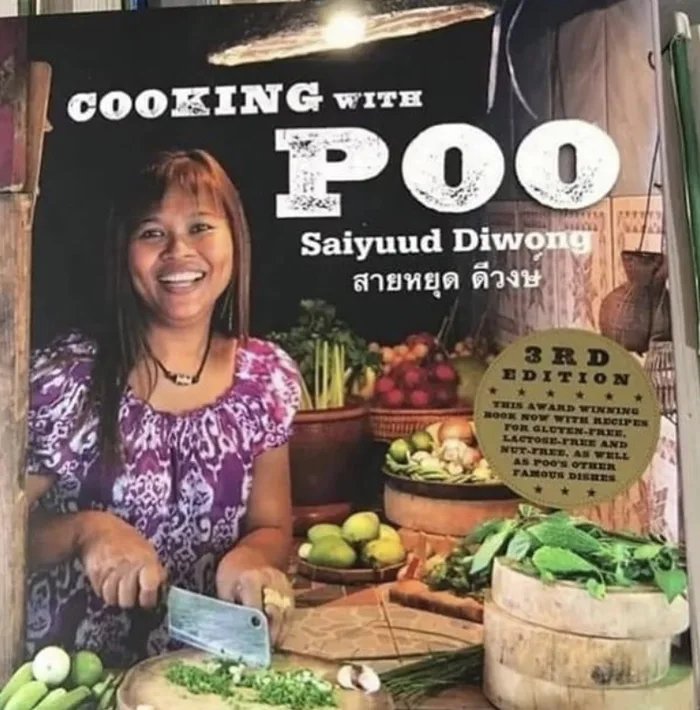 COOKING WITH
POO
Saiyuud Diwong
สายหยุด ดีวงษ์
3RD
EDITION
THIS AWARD WINNING
BOOK NOW WITH RECIPES
FOR GLUTEN-FREE,
LACTOSE-FREE AND
NUT-FREE, AS WELL
AS POO'S OTHER
FAMOUS DISHES